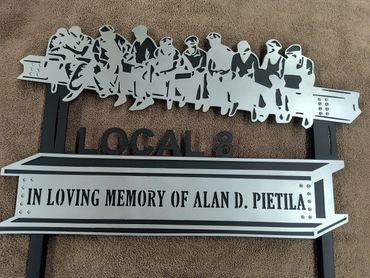 LOCAL 8
IN LOVING MEMORY OF ALAN D. PIETILA